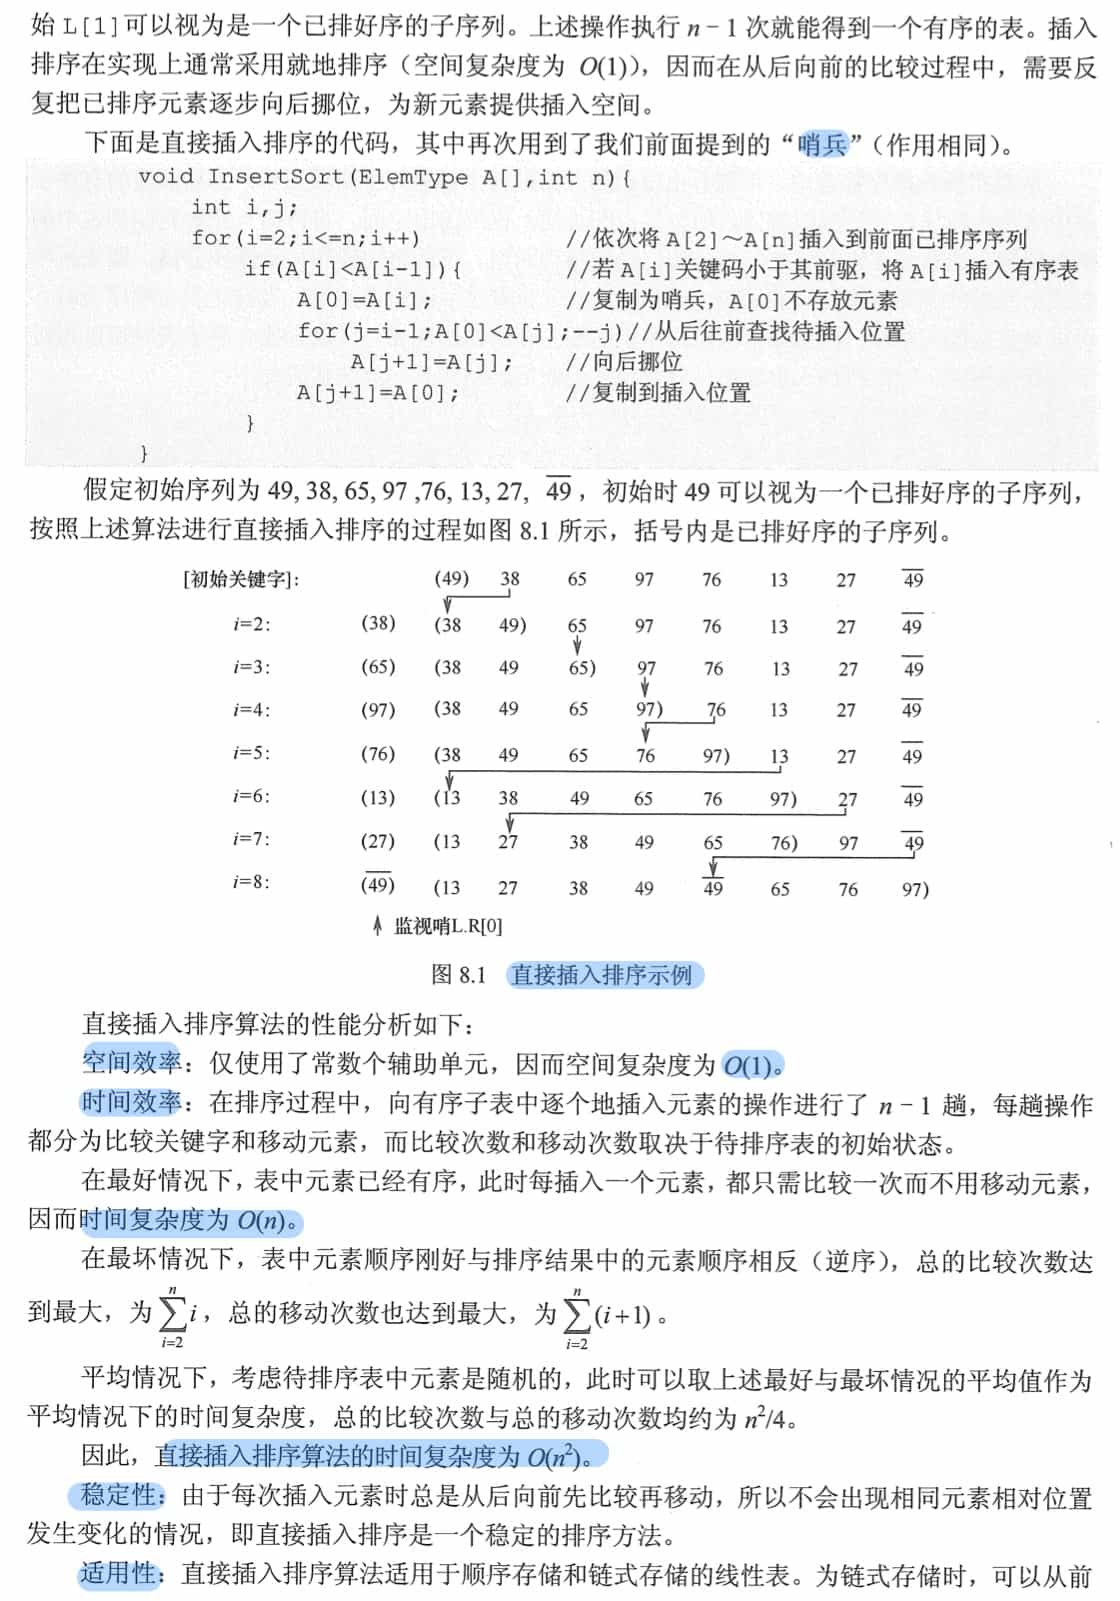 始 L[1]可以视为是一个已排好序的子序列。上述操作执行 n−1 次就能得到一个有序的表。插入
排序在实现上通常采用就地排序（空间复杂度为 O(1)），因而在从后向前的比较过程中，需要反
复把已排序元素逐步向后挪位，为新元素提供插入空间。
下面是直接插入排序的代码，其中再次用到了我们前面提到的“哨兵”（作用相同）。
void InsertSort(ElemType A[],int n){
int i,j;
for(i=2;i<=n;i++) //依次将 A[2]～A[n]插入到前面已排序序列
if(A[i]<A[i-1]){ //若 A[i]关键码小于其前驱，将 A[i]插入有序表
A[0]=A[i]; //复制为哨兵，A[0]不存放元素
for(j=i-1;A[0]<A[j];--j)//从后往前查找待插入位置
A[j+1]=A[j]; //向后挪位
A[j+1]=A[0]; //复制到插入位置
}
}
假定初始序列为 49, 38, 65, 97 ,76, 13, 27, 4̅9̅，初始时 49 可以视为一个已排好序的子序列，
按照上述算法进行直接插入排序的过程如图 8.1 所示，括号内是已排好序的子序列。
[初始关键字]: (49) 38 65 97 76 13 27 4̅9̅
i=2: (38) (38 49) 65 97 76 13 27 4̅9̅
i=3: (65) (38 49 65) 97 76 13 27 4̅9̅
i=4: (97) (38 49 65 97) 76 13 27 4̅9̅
i=5: (76) (38 49 65 76 97) 13 27 4̅9̅
i=6: (13) (13 38 49 65 76 97) 27 4̅9̅
i=7: (27) (13 27 38 49 65 76) 97 4̅9̅
i=8: (4̅9̅) (13 27 38 49 4̅9̅ 65 76 97)
监视哨L.R[0]
图 8.1 直接插入排序示例
直接插入排序算法的性能分析如下：
空间效率：仅使用了常数个辅助单元，因而空间复杂度为 O(1)。
时间效率：在排序过程中，向有序子表中逐个地插入元素的操作进行了 n−1 趟，每趟操作
都分为比较关键字和移动元素，而比较次数和移动次数取决于待排序表的初始状态。
在最好情况下，表中元素已经有序，此时每插入一个元素，都只需比较一次而不用移动元素，
因而时间复杂度为 O(n)。
在最坏情况下，表中元素顺序刚好与排序结果中的元素顺序相反（逆序），总的比较次数达
到最大，为 ∑_{i=2}^{n} i，总的移动次数也达到最大，为 ∑_{i=2}^{n} (i+1)。
平均情况下，考虑待排序表中元素是随机的，此时可以取上述最好与最坏情况的平均值作为
平均情况下的时间复杂度，总的比较次数与总的移动次数均约为 n²/4。
因此，直接插入排序算法的时间复杂度为 O(n²)。
稳定性：由于每次插入元素时总是从后向前先比较再移动，所以不会出现相同元素相对位置
发生变化的情况，即直接插入排序是一个稳定的排序方法。
适用性：直接插入排序算法适用于顺序存储和链式存储的线性表。为链式存储时，可以从前